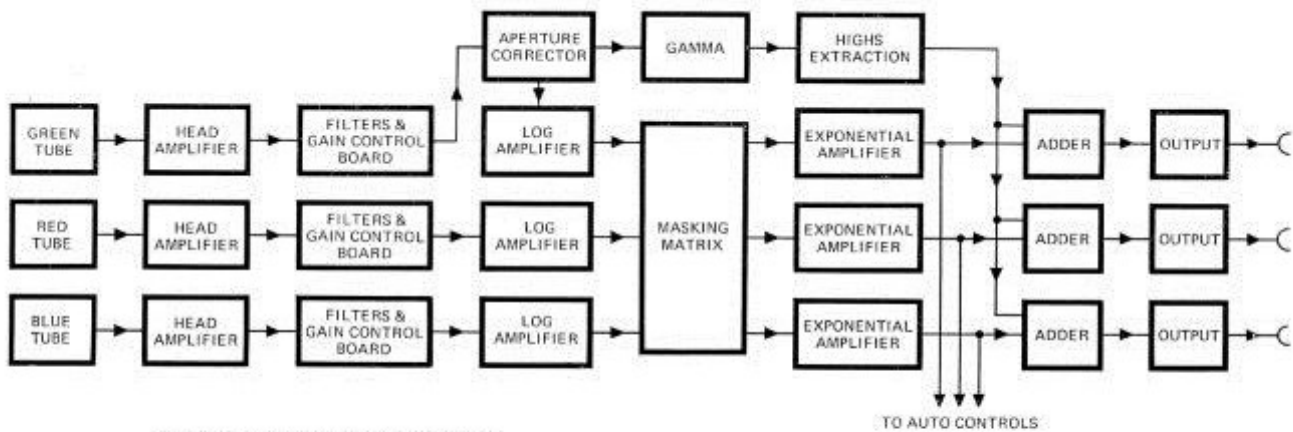 APERTURE
CORRECTOR
GAMMA
HIGHS
EXTRACTION
GREEN
TUBE
HEAD
AMPLIFIER
FILTERS &
GAIN CONTROL
BOARD
LOG
AMPLIFIER
EXPONENTIAL
AMPLIFIER
ADDER
OUTPUT
RED
TUBE
HEAD
AMPLIFIER
FILTERS &
GAIN CONTROL
BOARD
LOG
AMPLIFIER
MASKING
MATRIX
EXPONENTIAL
AMPLIFIER
ADDER
OUTPUT
BLUE
TUBE
HEAD
AMPLIFIER
FILTERS &
GAIN CONTROL
BOARD
LOG
AMPLIFIER
EXPONENTIAL
AMPLIFIER
ADDER
OUTPUT
TO AUTO CONTROLS